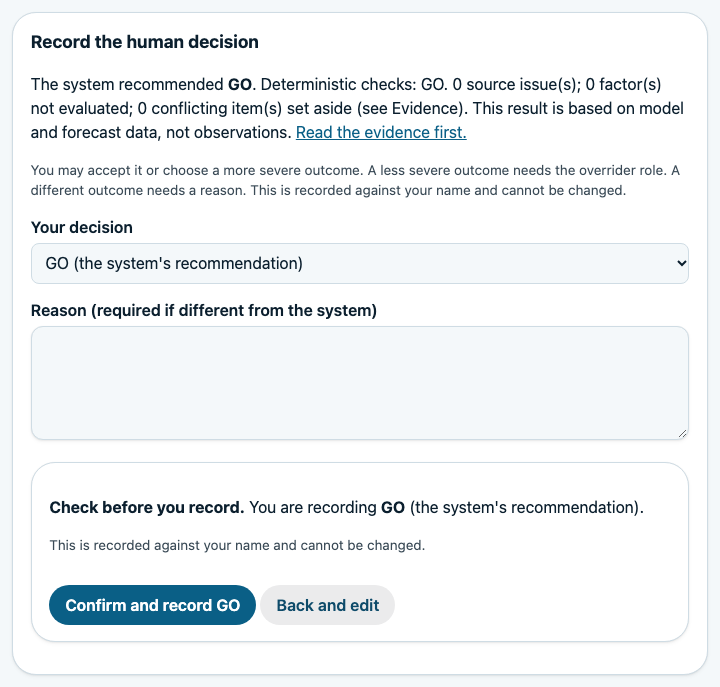 Record the human decision
The system recommended GO. Deterministic checks: GO. 0 source issue(s); 0 factor(s)
not evaluated; 0 conflicting item(s) set aside (see Evidence). This result is based on model
and forecast data, not observations. Read the evidence first.
You may accept it or choose a more severe outcome. A less severe outcome needs the overrider role. A
different outcome needs a reason. This is recorded against your name and cannot be changed.
Your decision
GO (the system's recommendation)
Reason (required if different from the system)
Check before you record. You are recording GO (the system's recommendation).
This is recorded against your name and cannot be changed.
Confirm and record GO
Back and edit